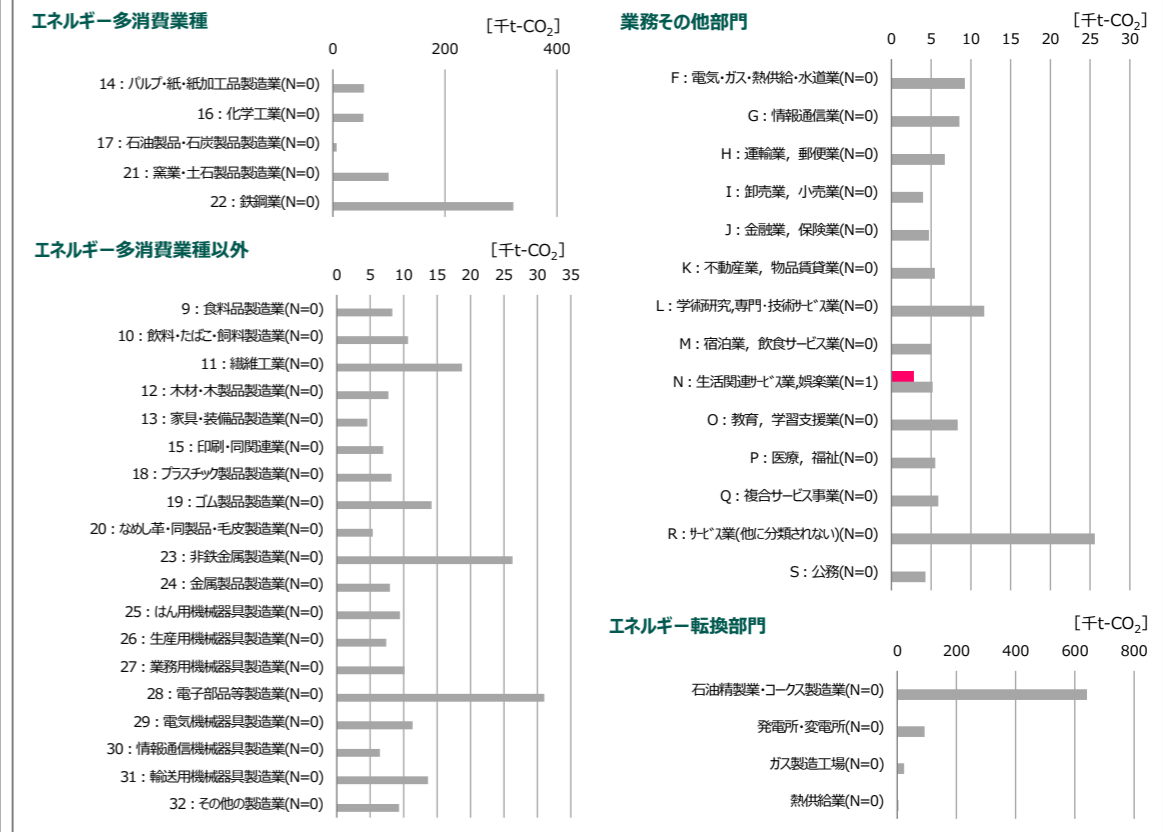 エネルギー多消費業種
[千t-CO2]
0 200 400
14：パルプ・紙・紙加工品製造業(N=0)
16：化学工業(N=0)
17：石油製品・石炭製品製造業(N=0)
21：窯業・土石製品製造業(N=0)
22：鉄鋼業(N=0)
エネルギー多消費業種以外
[千t-CO2]
0 5 10 15 20 25 30 35
9：食料品製造業(N=0)
10：飲料・たばこ・飼料製造業(N=0)
11：繊維工業(N=0)
12：木材・木製品製造業(N=0)
13：家具・装備品製造業(N=0)
15：印刷・同関連業(N=0)
18：プラスチック製品製造業(N=0)
19：ゴム製品製造業(N=0)
20：なめし革・同製品・毛皮製造業(N=0)
23：非鉄金属製造業(N=0)
24：金属製品製造業(N=0)
25：はん用機械器具製造業(N=0)
26：生産用機械器具製造業(N=0)
27：業務用機械器具製造業(N=0)
28：電子部品等製造業(N=0)
29：電気機械器具製造業(N=0)
30：情報通信機械器具製造業(N=0)
31：輸送用機械器具製造業(N=0)
32：その他の製造業(N=0)
業務その他部門
[千t-CO2]
0 5 10 15 20 25 30
F：電気・ガス・熱供給・水道業(N=0)
G：情報通信業(N=0)
H：運輸業，郵便業(N=0)
I：卸売業，小売業(N=0)
J：金融業，保険業(N=0)
K：不動産業，物品賃貸業(N=0)
L：学術研究,専門・技術サービス業(N=0)
M：宿泊業，飲食サービス業(N=0)
N：生活関連サービス業,娯楽業(N=1)
O：教育，学習支援業(N=0)
P：医療，福祉(N=0)
Q：複合サービス事業(N=0)
R：サービス業(他に分類されない)(N=0)
S：公務(N=0)
エネルギー転換部門
[千t-CO2]
0 200 400 600 800
石油精製業・コークス製造業(N=0)
発電所・変電所(N=0)
ガス製造工場(N=0)
熱供給業(N=0)